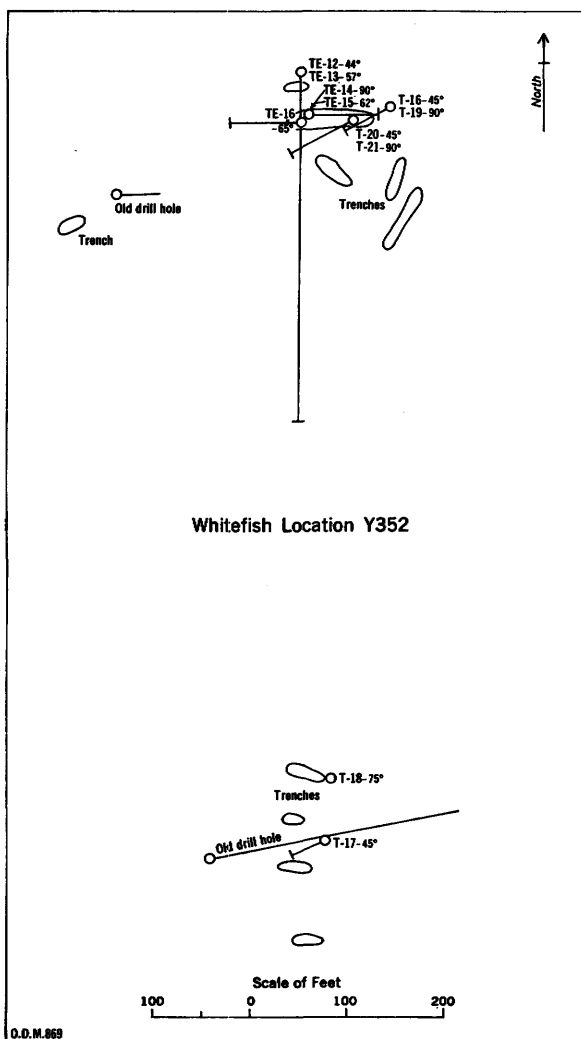 TE-12-44°
TE-13-57°
TE-14-90°
TE-15-62°
TE-16
-65°
T-16-45°
T-19-90°
T-20-45°
T-21-90°
North
Old drill hole
Trench
Trenches
Whitefish Location Y352
T-18-75°
Trenches
Old drill hole
T-17-45°
Scale of Feet
100 0 100 200
O.D.M.869